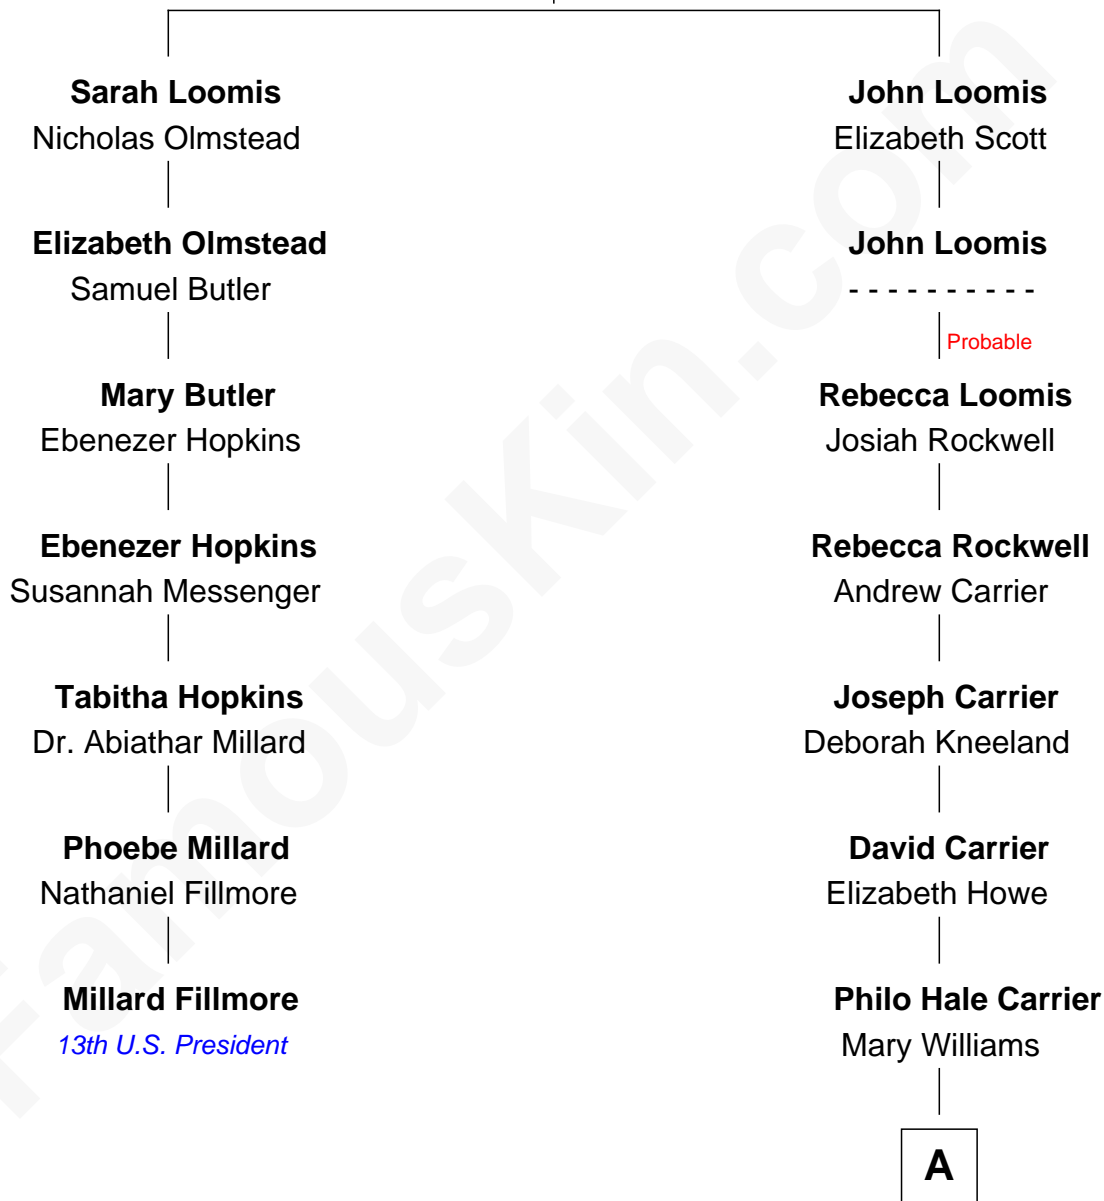 Sarah Loomis
Nicholas Olmstead
Elizabeth Olmstead
Samuel Butler
Mary Butler
Ebenezer Hopkins
Ebenezer Hopkins
Susannah Messenger
Tabitha Hopkins
Dr. Abiathar Millard
Phoebe Millard
Nathaniel Fillmore
Millard Fillmore
13th U.S. President
John Loomis
Elizabeth Scott
John Loomis
- - - - - - - - - -
Probable
Rebecca Loomis
Josiah Rockwell
Rebecca Rockwell
Andrew Carrier
Joseph Carrier
Deborah Kneeland
David Carrier
Elizabeth Howe
Philo Hale Carrier
Mary Williams
A
FamousKin.com